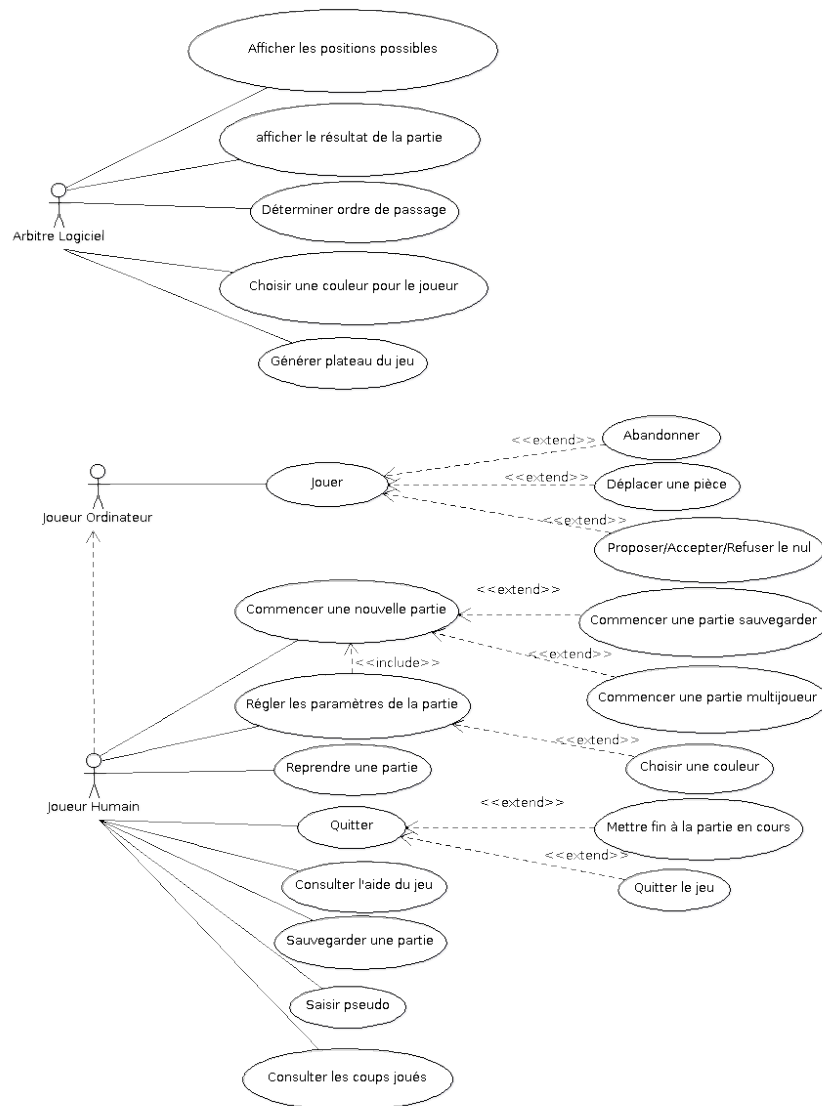 Afficher les positions possibles
afficher le résultat de la partie
Déterminer ordre de passage
Arbitre Logiciel
Choisir une couleur pour le joueur
Générer plateau du jeu
<<extend>>
Abandonner
Jouer
<<extend>>
Déplacer une pièce
Joueur Ordinateur
<<extend>>
Proposer/Accepter/Refuser le nul
<<extend>>
Commencer une nouvelle partie
Commencer une partie sauvegarder
<<extend>>
<<include>>
Commencer une partie multijoueur
Régler les paramètres de la partie
<<extend>>
Choisir une couleur
Reprendre une partie
Joueur Humain
<<extend>>
Quitter
Mettre fin à la partie en cours
<<extend>>
Consulter l'aide du jeu
Quitter le jeu
Sauvegarder une partie
Saisir pseudo
Consulter les coups joués